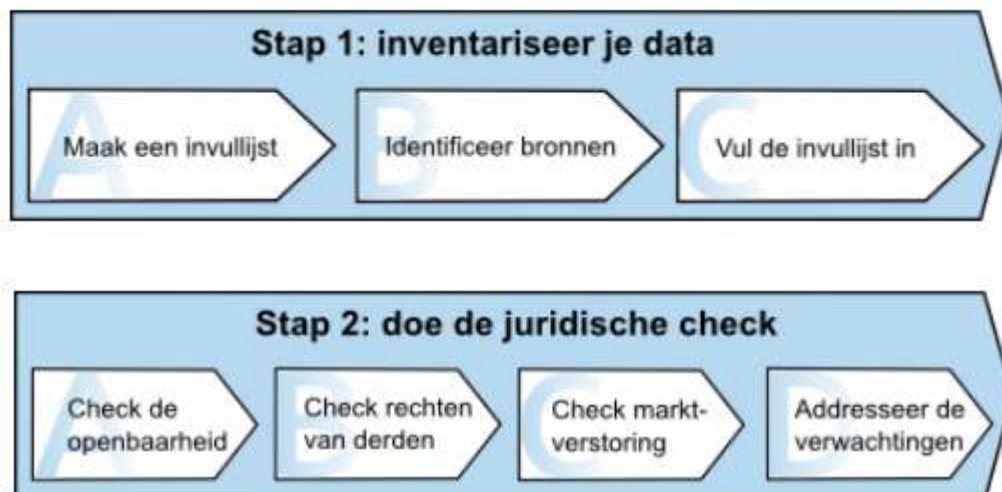 Stap 1: inventariseer je data
A
Maak een invullijst
B
Identificeer bronnen
C
Vul de invullijst in
Stap 2: doe de juridische check
A
Check de
openbaarheid
B
Check rechten
van derden
C
Check markt-
verstoring
D
Addresseer de
verwachtingen